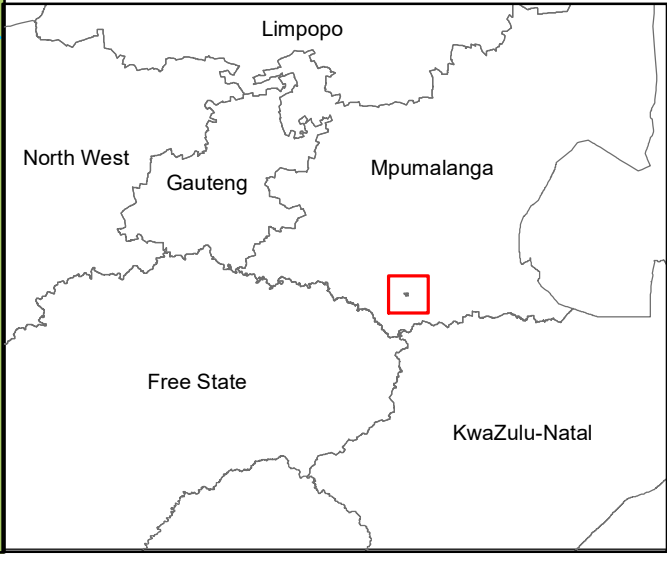 Limpopo
North West
Gauteng
Mpumalanga
Free State
KwaZulu-Natal